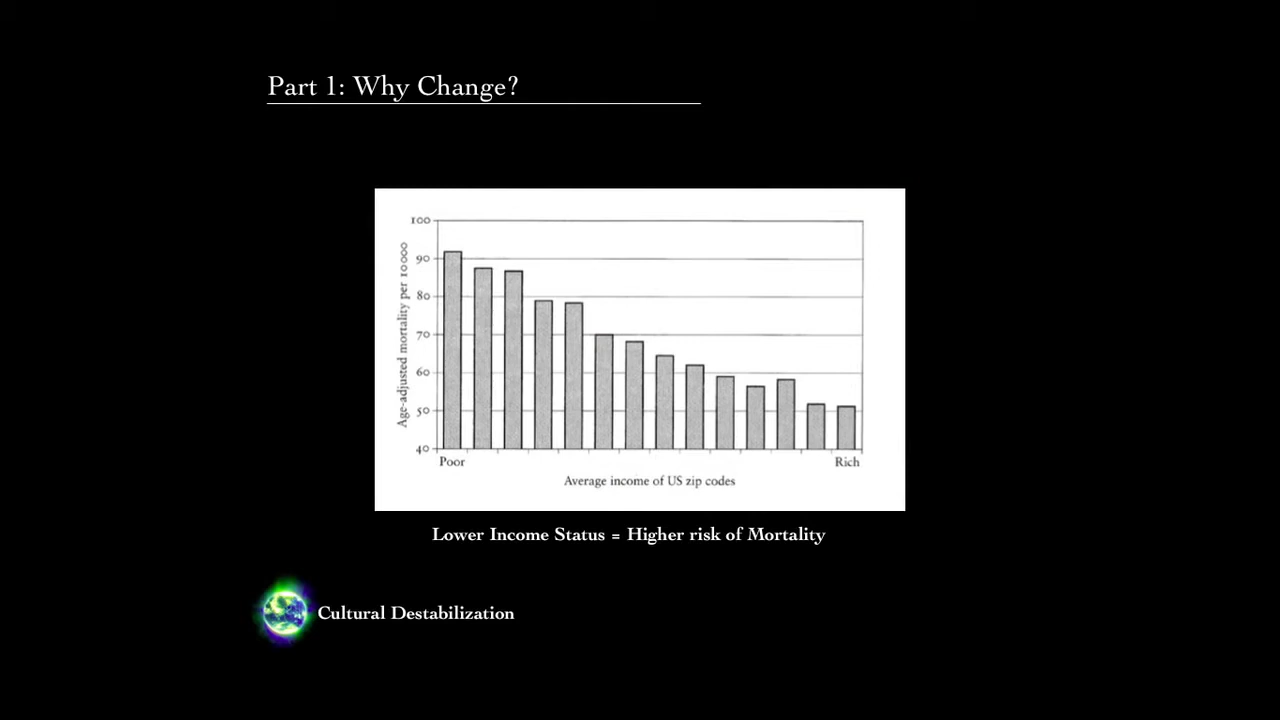 Part 1: Why Change?
100
90
80
70
60
50
40
Age-adjusted mortality per 10000
Poor
Rich
Average income of US zip codes
Lower Income Status = Higher risk of Mortality
Cultural Destabilization